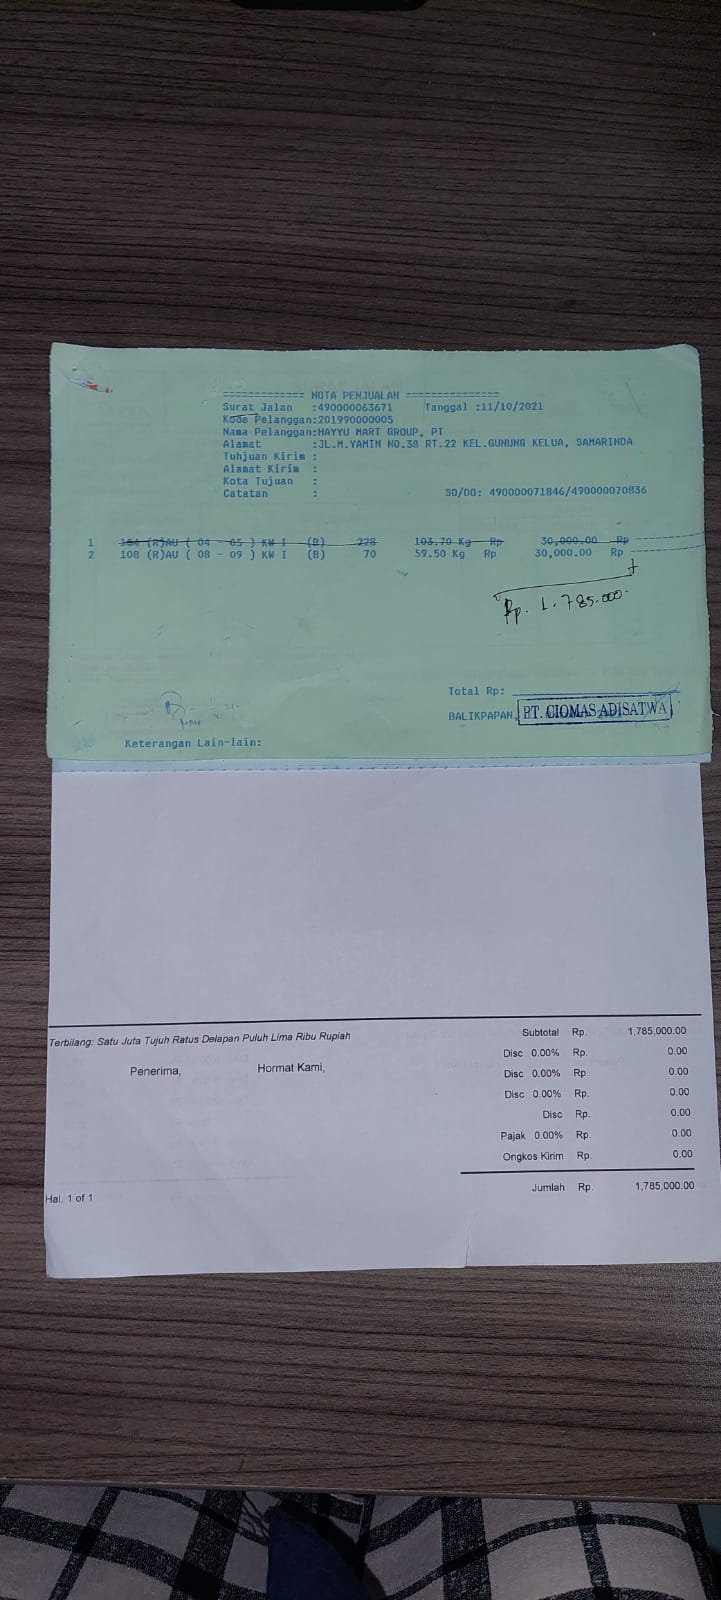 ============= NOTA PENJUALAN ===============
Surat Jalan :490000063671 Tanggal :11/10/2021
Kode Pelanggan:201990000005
Nama Pelanggan:HAYYU MART GROUP, PT
Alamat :JL.M.YAMIN NO.38 RT.22 KEL.GUNUNG KELUA, SAMARINDA
Tuhjuan Kirim :
Alamat Kirim :
Kota Tujuan :
Catatan : SO/DO: 490000071846/490000070836
1 104 (R)AU ( 04 - 05 ) KW I (B) 228 103.70 Kg Rp 30,000.00 Rp
2 108 (R)AU ( 08 - 09 ) KW I (B) 70 59.50 Kg Rp 30,000.00 Rp
Rp. 1.785.000.
Total Rp:
BALIKPAPAN, PT. CIOMAS ADISATWA
Keterangan Lain-lain:
Terbilang: Satu Juta Tujuh Ratus Delapan Puluh Lima Ribu Rupiah
Subtotal Rp. 1,785,000.00
Penerima, Hormat Kami,
Disc 0.00% Rp. 0.00
Disc 0.00% Rp. 0.00
Disc 0.00% Rp. 0.00
Disc Rp. 0.00
Pajak 0.00% Rp. 0.00
Ongkos Kirim Rp. 0.00
Jumlah Rp. 1,785,000.00
Hal. 1 of 1